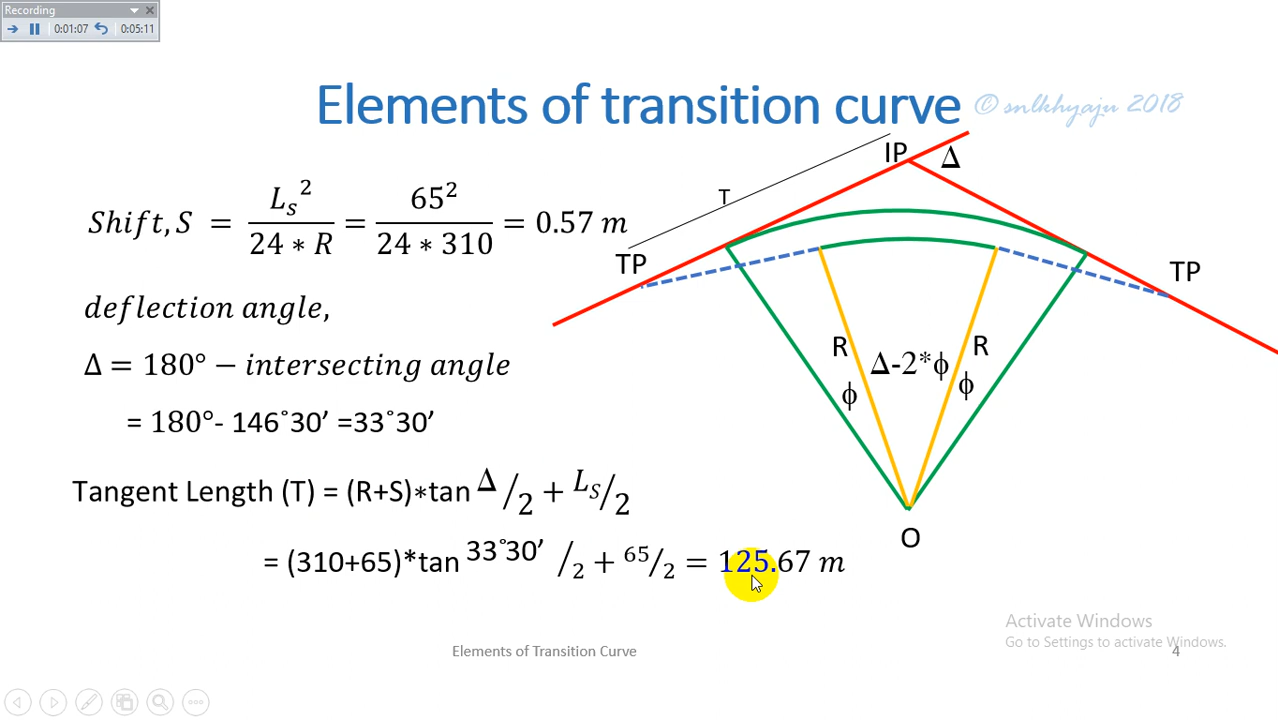 Recording
0:01:07 0:05:11
Elements of transition curve
© snlkhyaju 2018
Shift, S = Ls² / 24 * R = 65² / 24 * 310 = 0.57 m
deflection angle,
Δ = 180° − intersecting angle
= 180°- 146˚30’ =33˚30’
Tangent Length (T) = (R+S)*tan Δ/2 + LS/2
= (310+65)*tan 33˚30’ /2 + 65/2 = 125.67 m
IP
Δ
T
TP
TP
R
R
Δ-2*ϕ
ϕ
ϕ
O
Activate Windows
Go to Settings to activate Windows.
Elements of Transition Curve
4